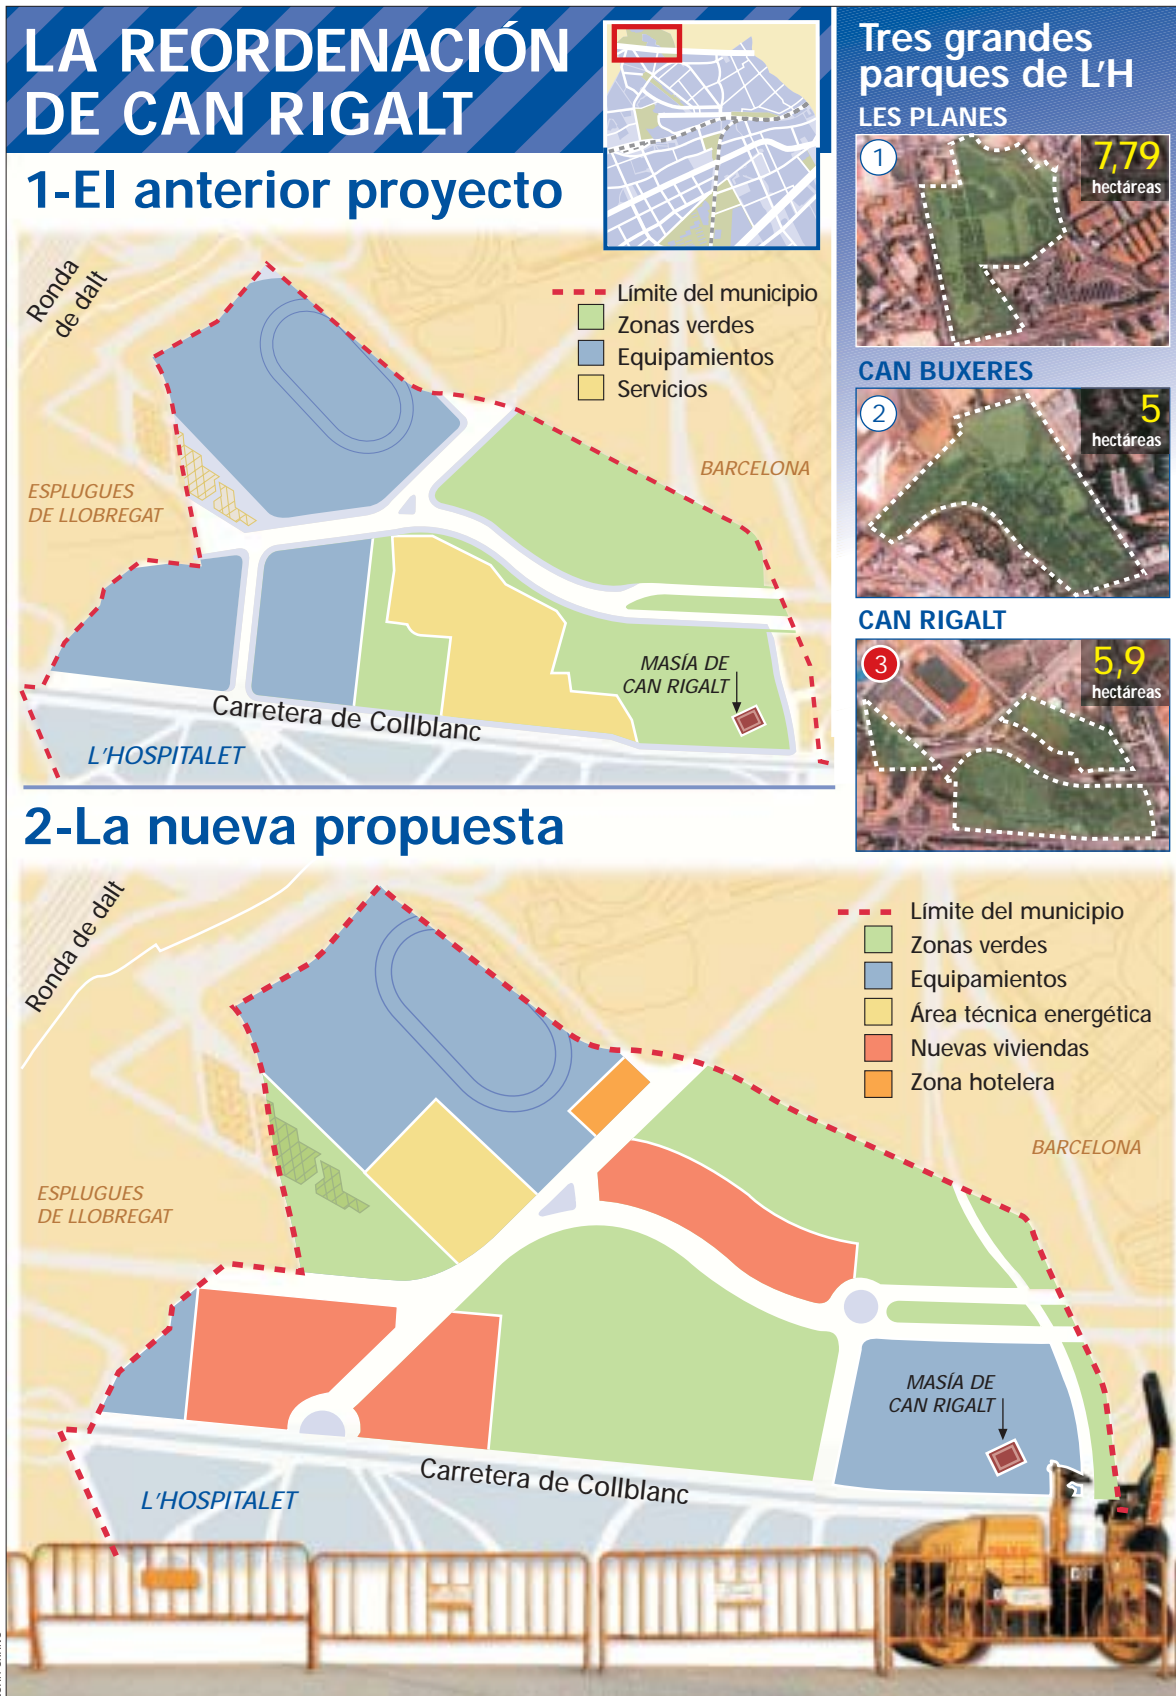 LA REORDENACIÓN
DE CAN RIGALT
1-El anterior proyecto
Ronda
de dalt
Límite del municipio
Zonas verdes
Equipamientos
Servicios
BARCELONA
ESPLUGUES
DE LLOBREGAT
MASÍA DE
CAN RIGALT
Carretera de Collblanc
L'HOSPITALET
Tres grandes
parques de L'H
LES PLANES
1
7,79
hectáreas
CAN BUXERES
2
5
hectáreas
CAN RIGALT
3
5,9
hectáreas
2-La nueva propuesta
Ronda de dalt
Límite del municipio
Zonas verdes
Equipamientos
Área técnica energética
Nuevas viviendas
Zona hotelera
BARCELONA
ESPLUGUES
DE LLOBREGAT
MASÍA DE
CAN RIGALT
Carretera de Collblanc
L'HOSPITALET